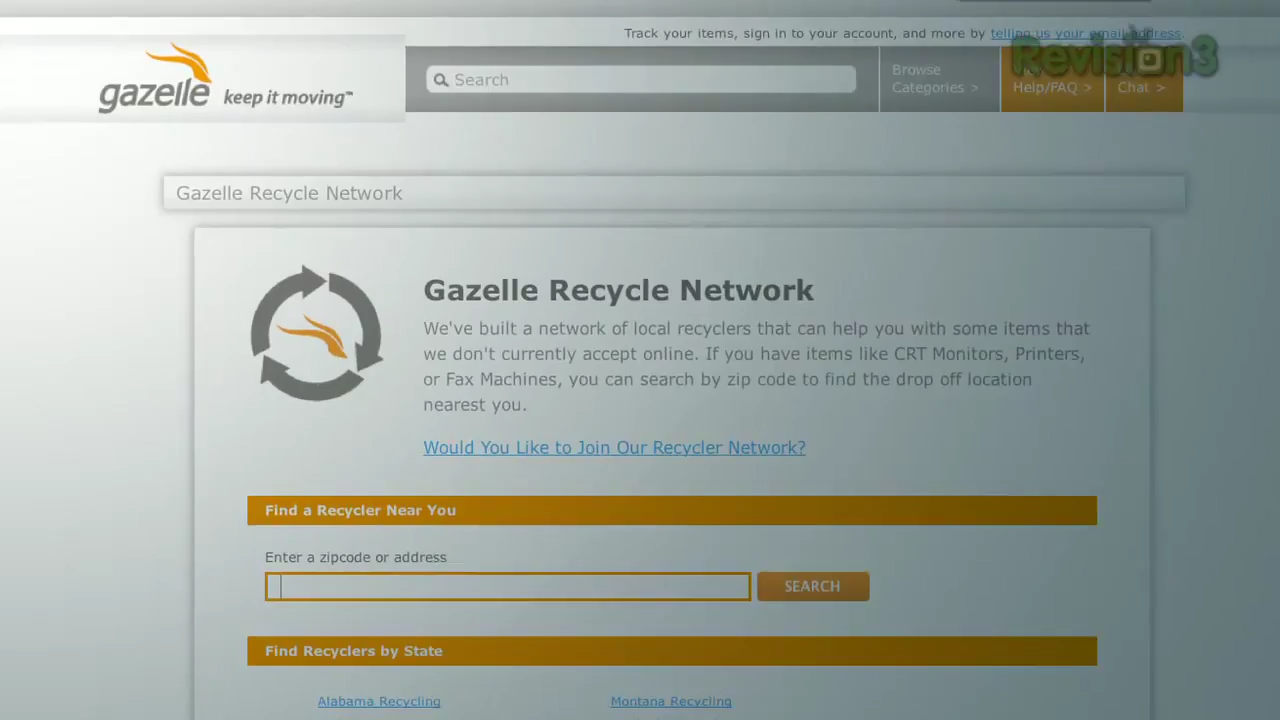 Track your items, sign in to your account, and more by telling us your email address.
Revision3
gazelle keep it moving™
Search
Browse
Categories >
Help/FAQ >
Chat >
Gazelle Recycle Network
Gazelle Recycle Network
We've built a network of local recyclers that can help you with some items that
we don't currently accept online. If you have items like CRT Monitors, Printers,
or Fax Machines, you can search by zip code to find the drop off location
nearest you.
Would You Like to Join Our Recycler Network?
Find a Recycler Near You
Enter a zipcode or address
SEARCH
Find Recyclers by State
Alabama Recycling
Montana Recycling